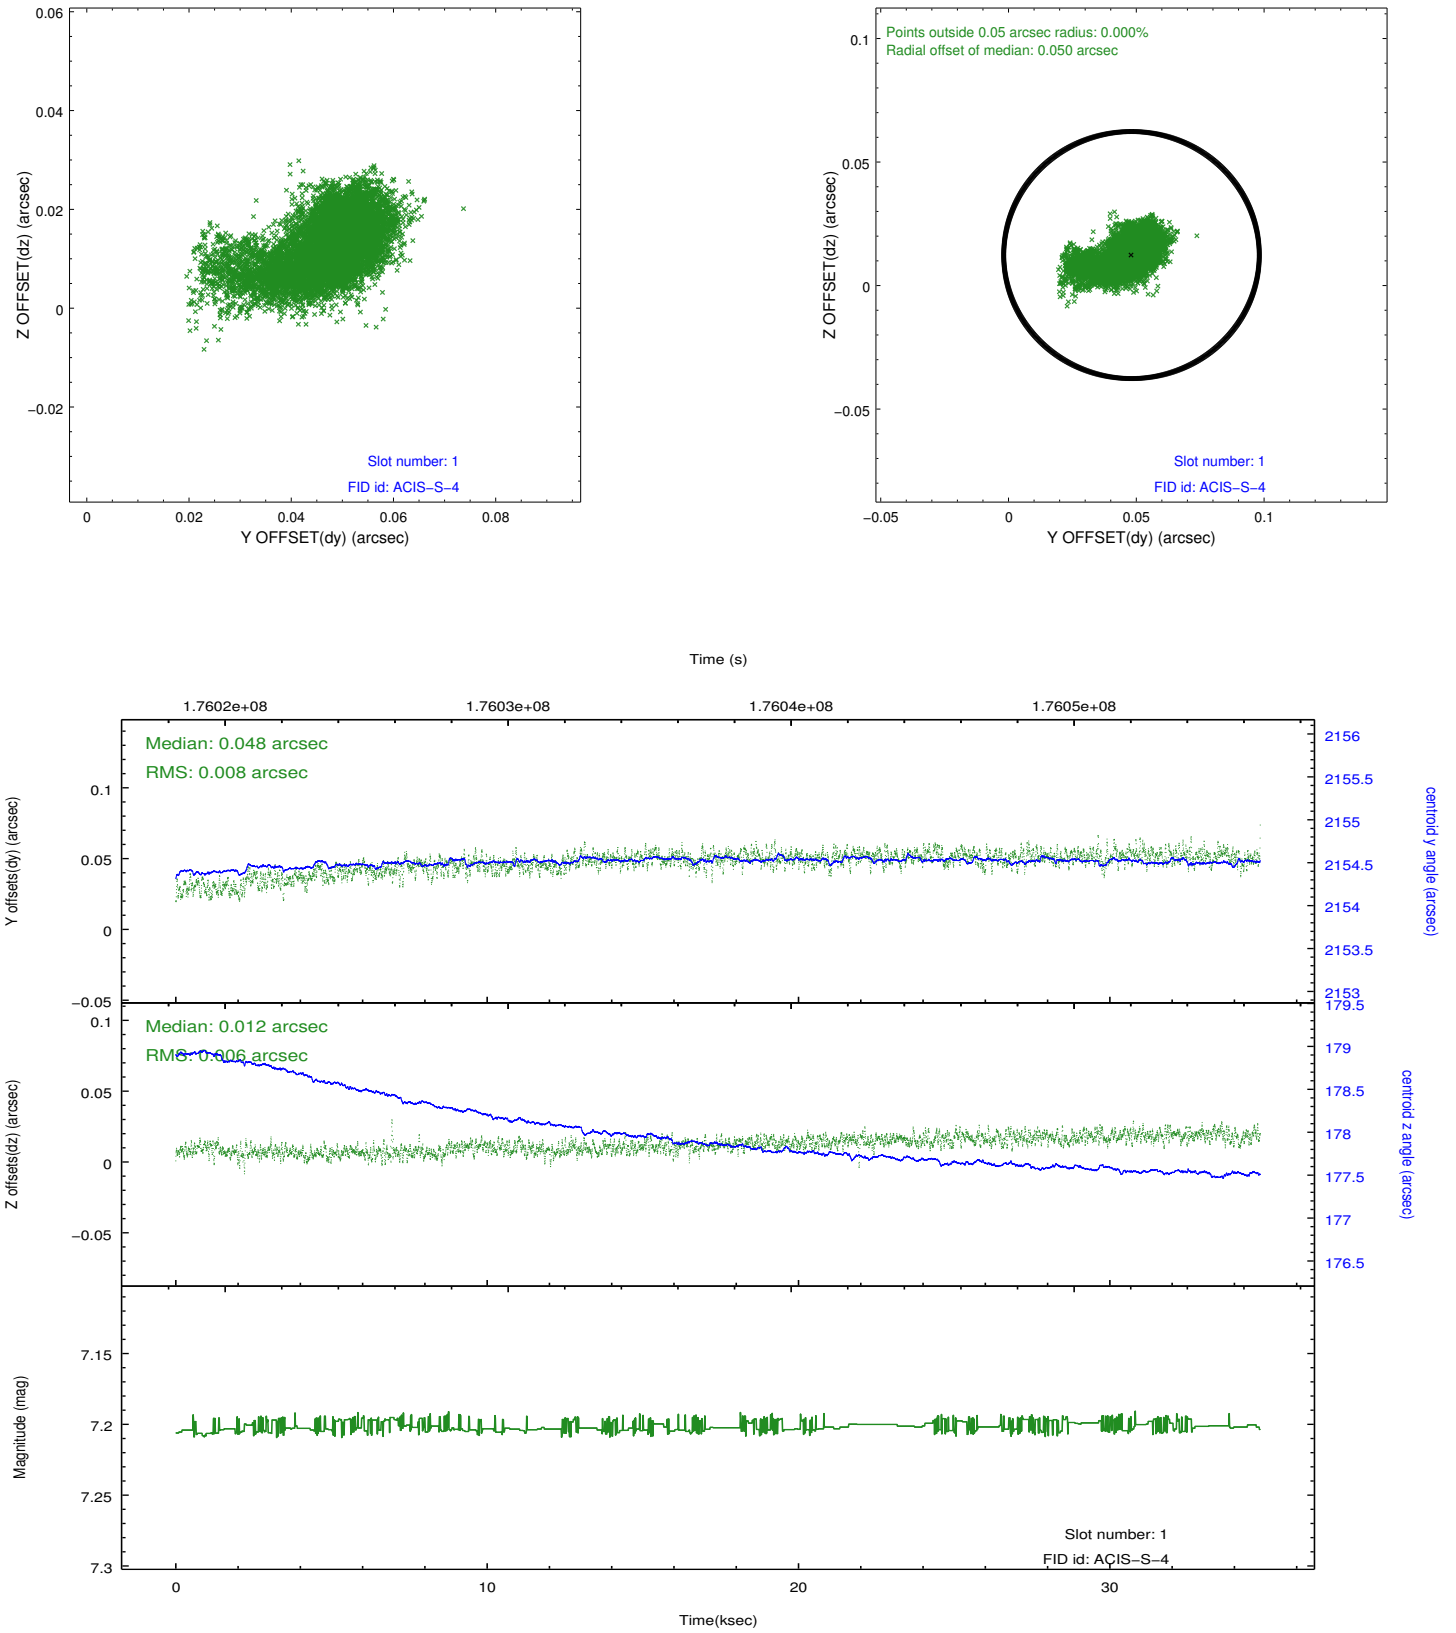 0.06
0.04
0.02
0
−0.02
Z OFFSET(dz) (arcsec)
Slot number: 1
FID id: ACIS−S−4
0 0.02 0.04 0.06 0.08
Y OFFSET(dy) (arcsec)
Points outside 0.05 arcsec radius: 0.000%
Radial offset of median: 0.050 arcsec
0.1
0.05
0
−0.05
Z OFFSET(dz) (arcsec)
Slot number: 1
FID id: ACIS−S−4
−0.05 0 0.05 0.1
Y OFFSET(dy) (arcsec)
Time (s)
1.7602e+08 1.7603e+08 1.7604e+08 1.7605e+08
Median: 0.048 arcsec
RMS: 0.008 arcsec
0.1
0.05
0
−0.05
Y offsets(dy) (arcsec)
2156
2155.5
2155
2154.5
2154
2153.5
2153
centroid y angle (arcsec)
Median: 0.012 arcsec
RMS: 0.006 arcsec
0.1
0.05
0
−0.05
Z offsets(dz) (arcsec)
179.5
179
178.5
178
177.5
177
176.5
centroid z angle (arcsec)
7.15
7.2
7.25
7.3
Magnitude (mag)
Slot number: 1
FID id: ACIS−S−4
0 10 20 30
Time(ksec)